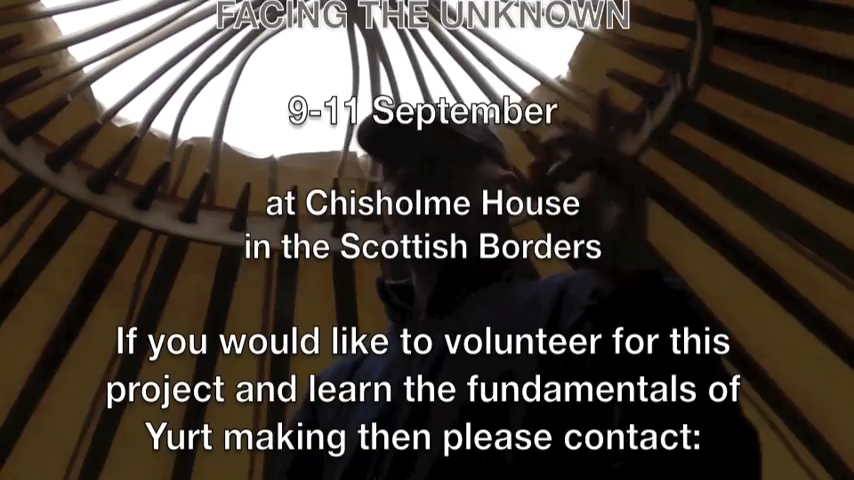 FACING THE UNKNOWN
9-11 September
at Chisholme House
in the Scottish Borders
If you would like to volunteer for this
project and learn the fundamentals of
Yurt making then please contact: